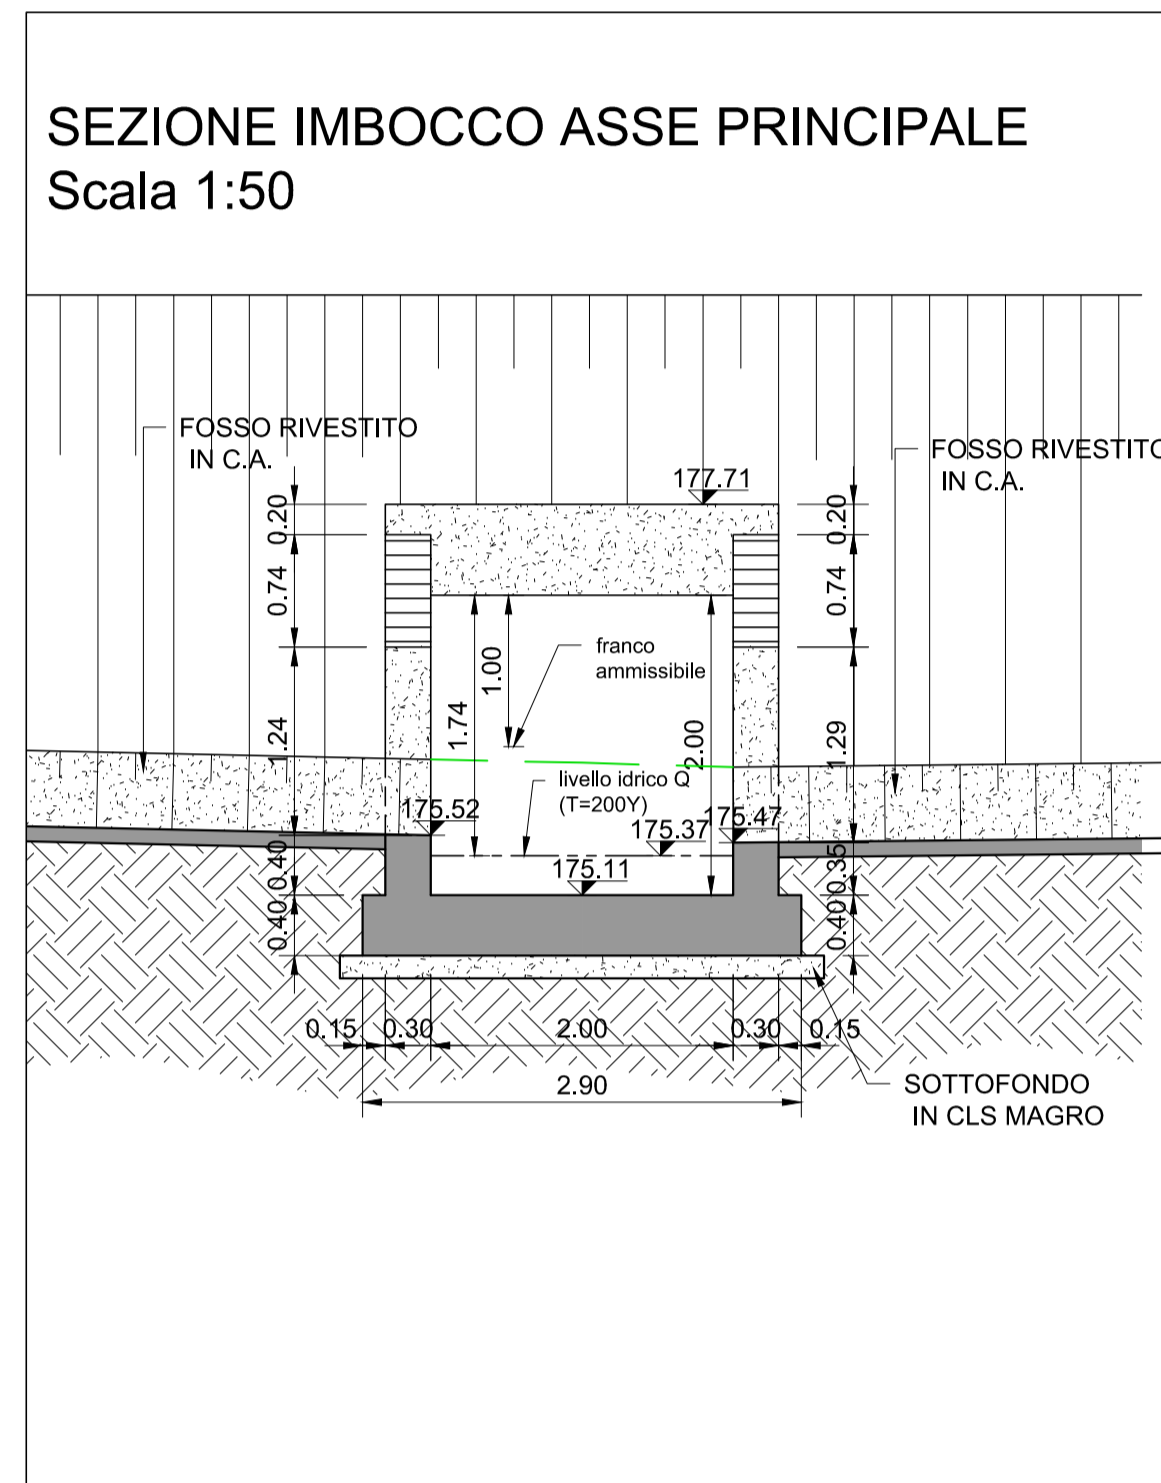 SEZIONE IMBOCCO ASSE PRINCIPALE
Scala 1:50
FOSSO RIVESTITO
IN C.A.
FOSSO RIVESTITO
IN C.A.
177.71
0.20
0.20
0.74
0.74
franco
ammissibile
1.00
1.74
2.00
1.24
1.29
livello idrico Q
(T=200Y)
175.52
175.47
175.37
175.11
0.40
0.35
0.40
0.40
0.15
0.30
2.00
0.30
0.15
2.90
SOTTOFONDO
IN CLS MAGRO